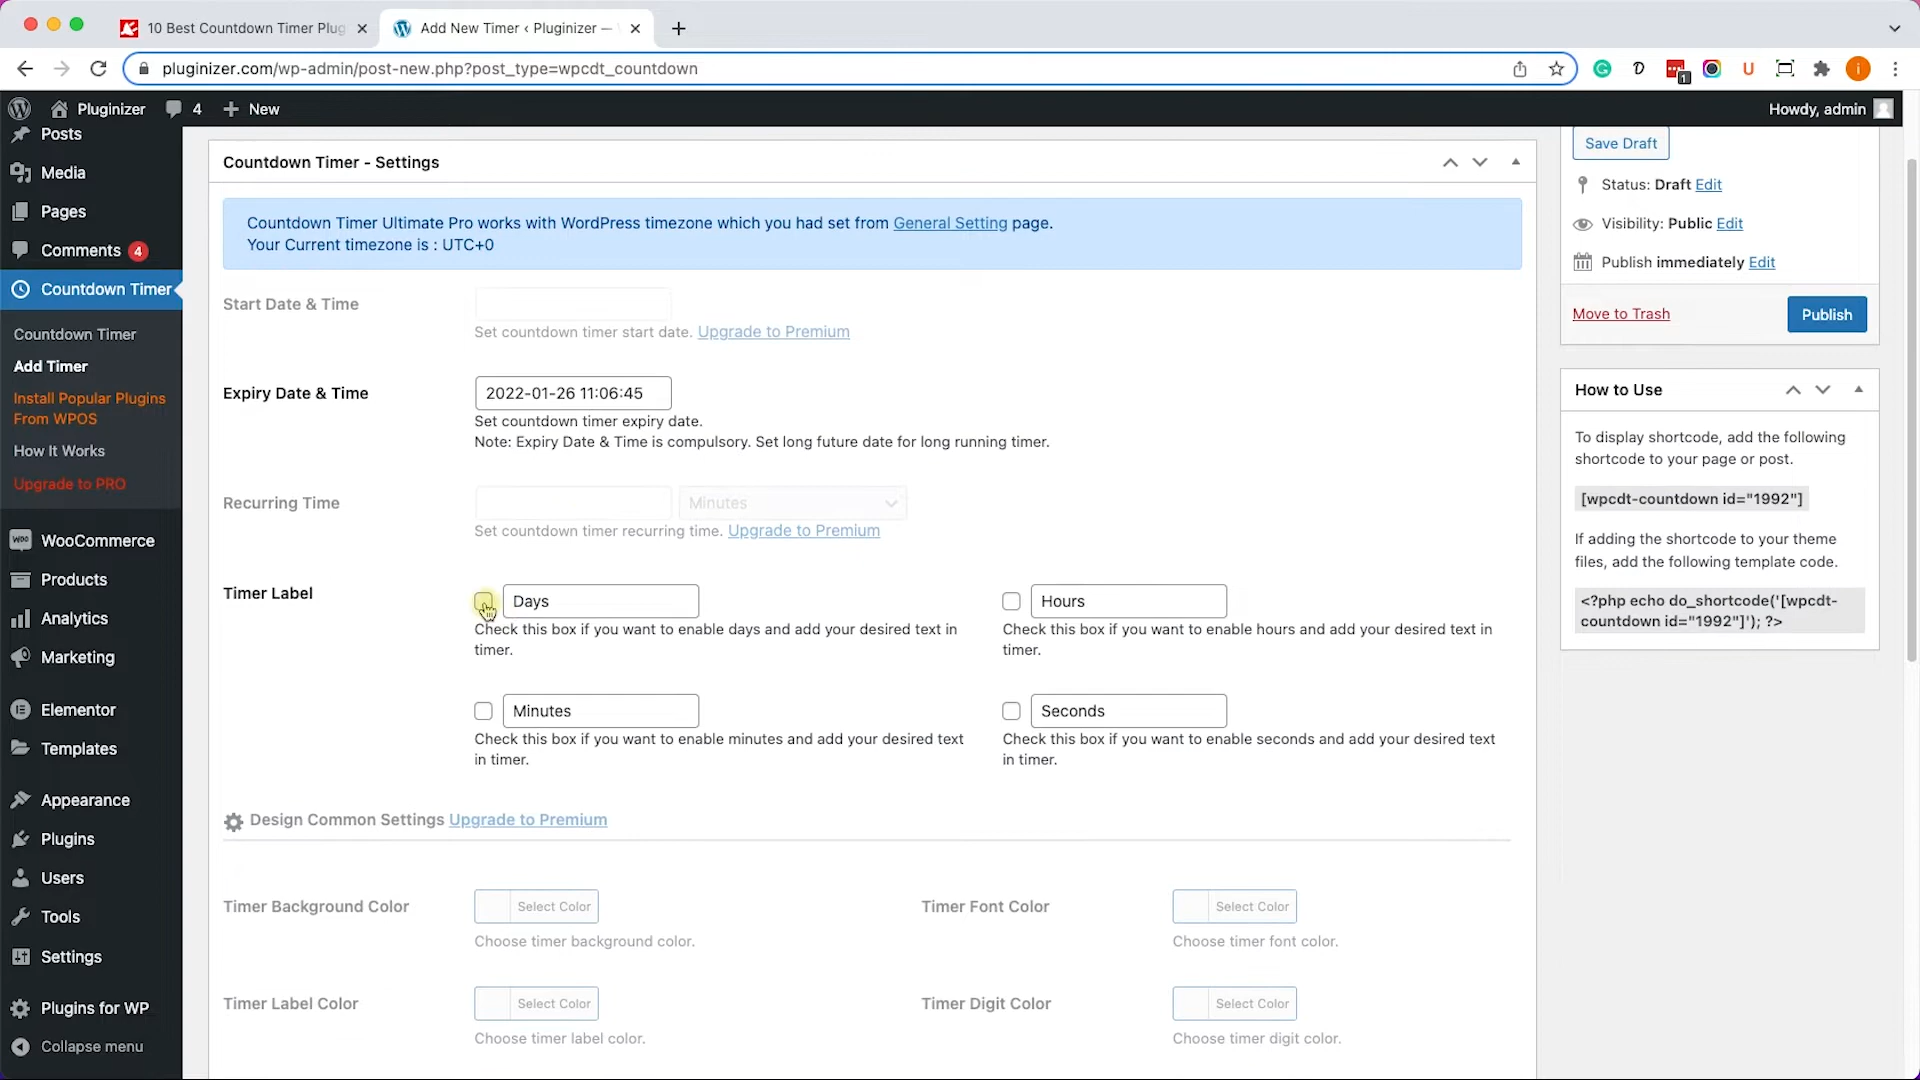 10 Best Countdown Timer Plug
Add New Timer ‹ Pluginizer —
pluginizer.com/wp-admin/post-new.php?post_type=wpcdt_countdown
1
i
Pluginizer
4
New
Howdy, admin
Posts
Media
Pages
Comments 4
Countdown Timer
Countdown Timer
Add Timer
Install Popular Plugins
From WPOS
How It Works
Upgrade to PRO
WooCommerce
Products
Analytics
Marketing
Elementor
Templates
Appearance
Plugins
Users
Tools
Settings
Plugins for WP
Collapse menu
Countdown Timer - Settings
Countdown Timer Ultimate Pro works with WordPress timezone which you had set from General Setting page.
Your Current timezone is : UTC+0
Start Date & Time
Set countdown timer start date. Upgrade to Premium
Expiry Date & Time
2022-01-26 11:06:45
Set countdown timer expiry date.
Note: Expiry Date & Time is compulsory. Set long future date for long running timer.
Recurring Time
Minutes
Set countdown timer recurring time. Upgrade to Premium
Timer Label
Days
Check this box if you want to enable days and add your desired text in
timer.
Hours
Check this box if you want to enable hours and add your desired text in
timer.
Minutes
Check this box if you want to enable minutes and add your desired text
in timer.
Seconds
Check this box if you want to enable seconds and add your desired text
in timer.
Design Common Settings Upgrade to Premium
Timer Background Color
Select Color
Choose timer background color.
Timer Font Color
Select Color
Choose timer font color.
Timer Label Color
Select Color
Choose timer label color.
Timer Digit Color
Select Color
Choose timer digit color.
Save Draft
Status: Draft Edit
Visibility: Public Edit
Publish immediately Edit
Move to Trash
Publish
How to Use
To display shortcode, add the following
shortcode to your page or post.
[wpcdt-countdown id="1992"]
If adding the shortcode to your theme
files, add the following template code.
<?php echo do_shortcode('[wpcdt-
countdown id="1992"]'); ?>